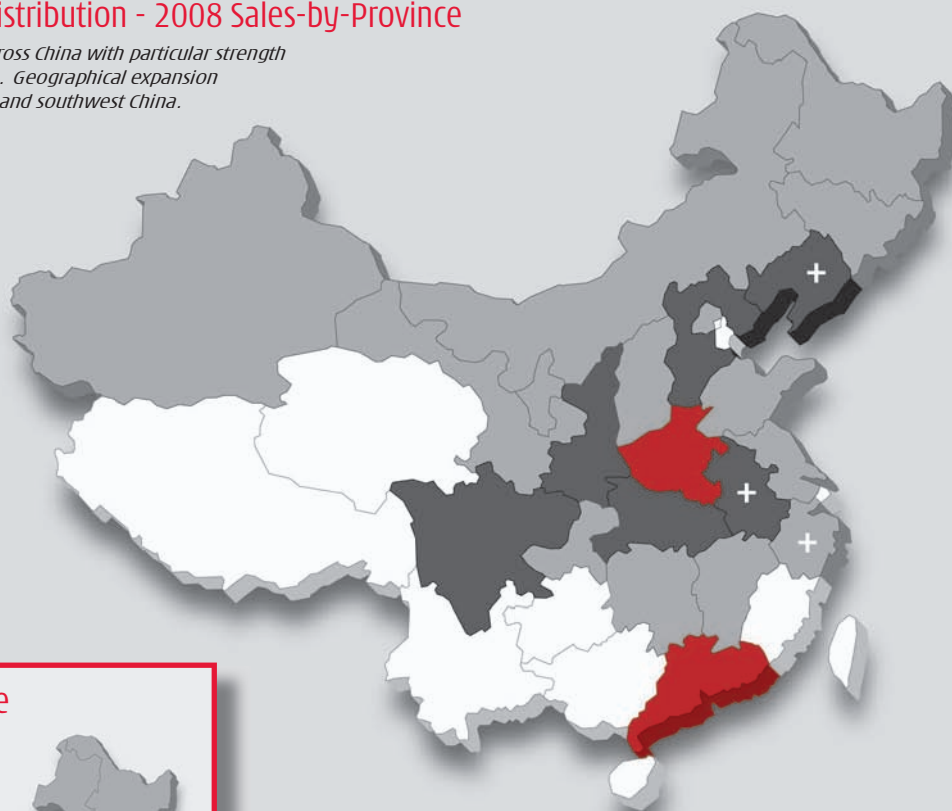 istribution - 2008 Sales-by-Province
ross China with particular strength
. Geographical expansion
and southwest China.
+
+
+
e